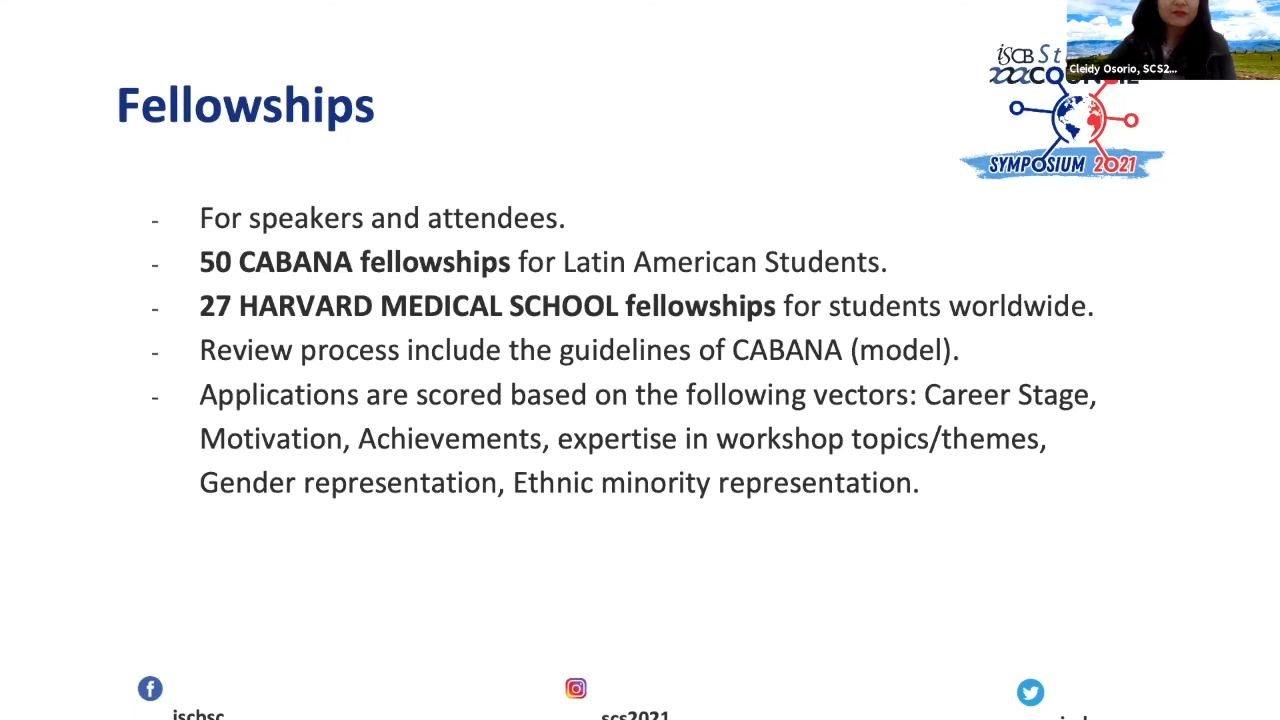 Fellowships
iSCB St
Cleidy Osorio, SCS2...
SYMPOSIUM 2021
- For speakers and attendees.
- 50 CABANA fellowships for Latin American Students.
- 27 HARVARD MEDICAL SCHOOL fellowships for students worldwide.
- Review process include the guidelines of CABANA (model).
- Applications are scored based on the following vectors: Career Stage,
Motivation, Achievements, expertise in workshop topics/themes,
Gender representation, Ethnic minority representation.
iscbsc
scs2021